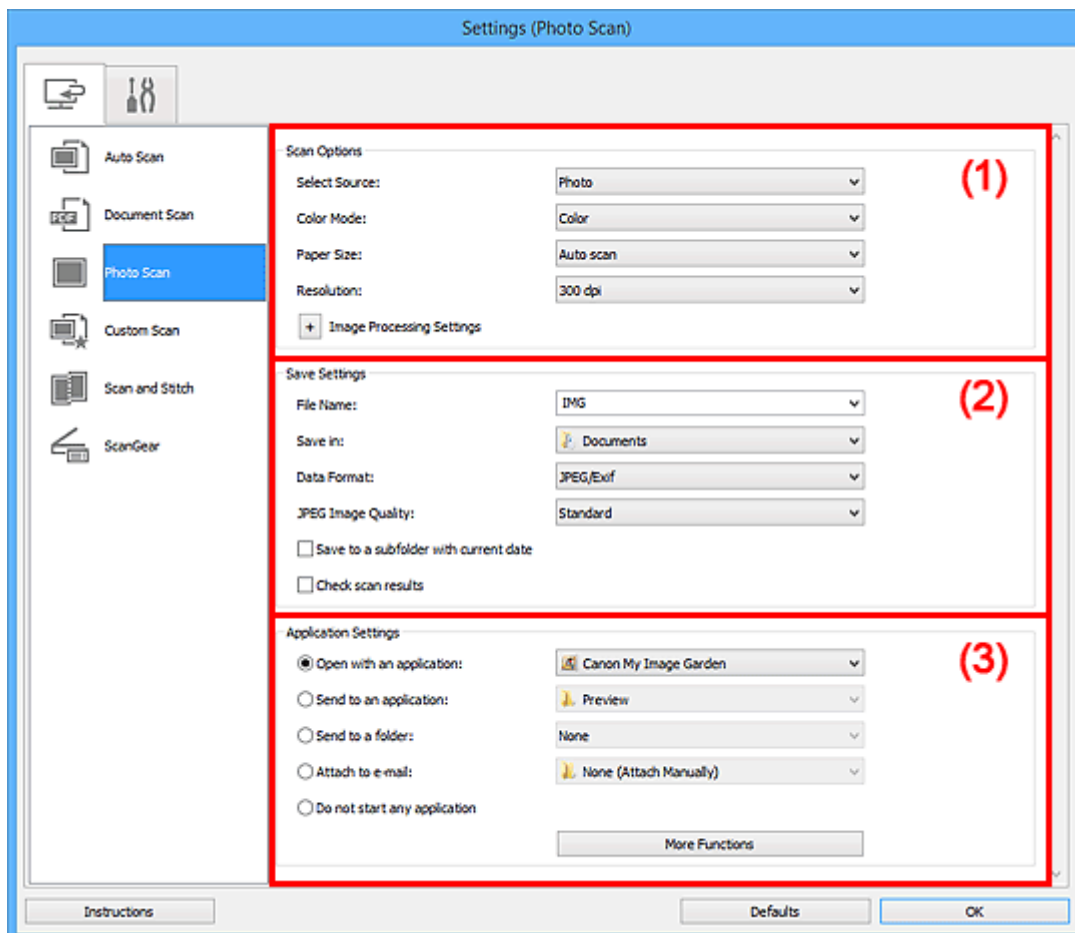 Settings (Photo Scan)
Auto Scan
PDF
Document Scan
Photo Scan
Custom Scan
Scan and Stitch
ScanGear
(1)
Scan Options
Select Source: Photo
Color Mode: Color
Paper Size: Auto scan
Resolution: 300 dpi
+ Image Processing Settings
(2)
Save Settings
File Name: IMG
Save in: Documents
Data Format: JPEG/Exif
JPEG Image Quality: Standard
Save to a subfolder with current date
Check scan results
(3)
Application Settings
Open with an application: Canon My Image Garden
Send to an application: Preview
Send to a folder: None
Attach to e-mail: None (Attach Manually)
Do not start any application
More Functions
Instructions Defaults OK